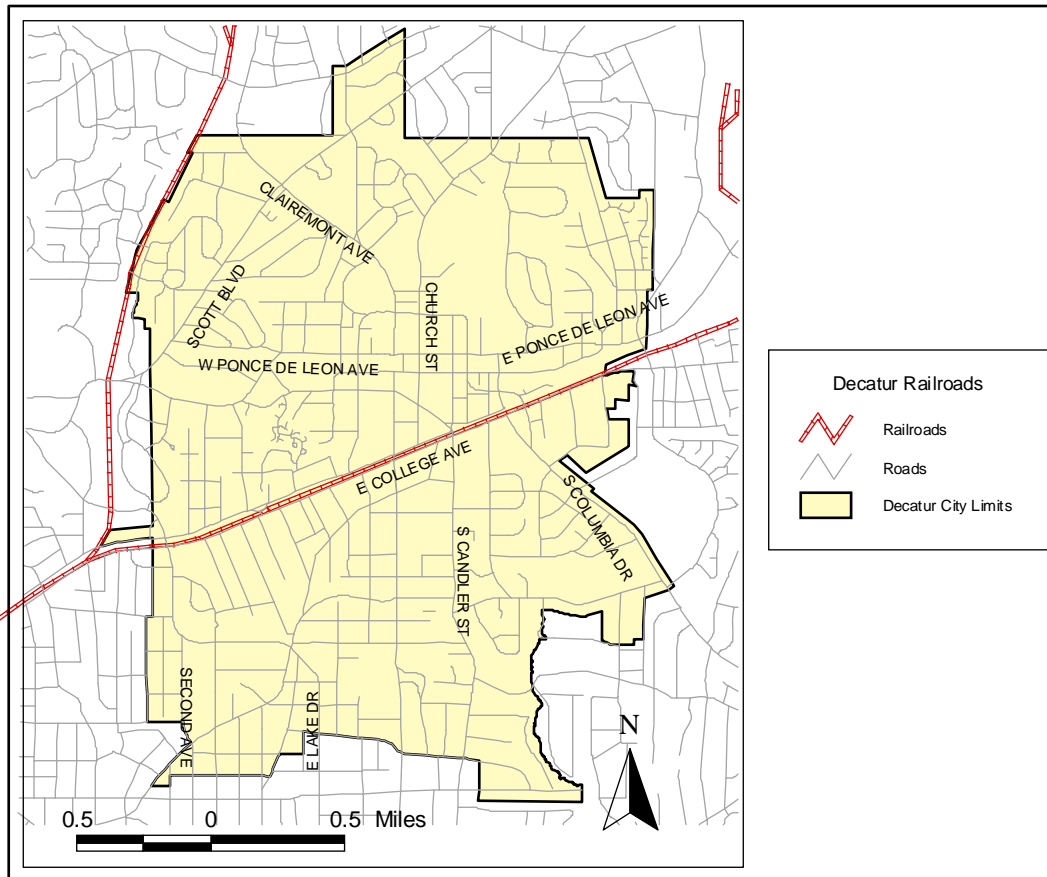 CLAIREMONT AVE
SCOTT BLVD
CHURCH ST
E PONCE DE LEON AVE
W PONCE DE LEON AVE
E COLLEGE AVE
S COLUMBIA DR
S CANDLER ST
SECOND AVE
E LAKE DR
N
0.5 0 0.5 Miles
Decatur Railroads
Railroads
Roads
Decatur City Limits